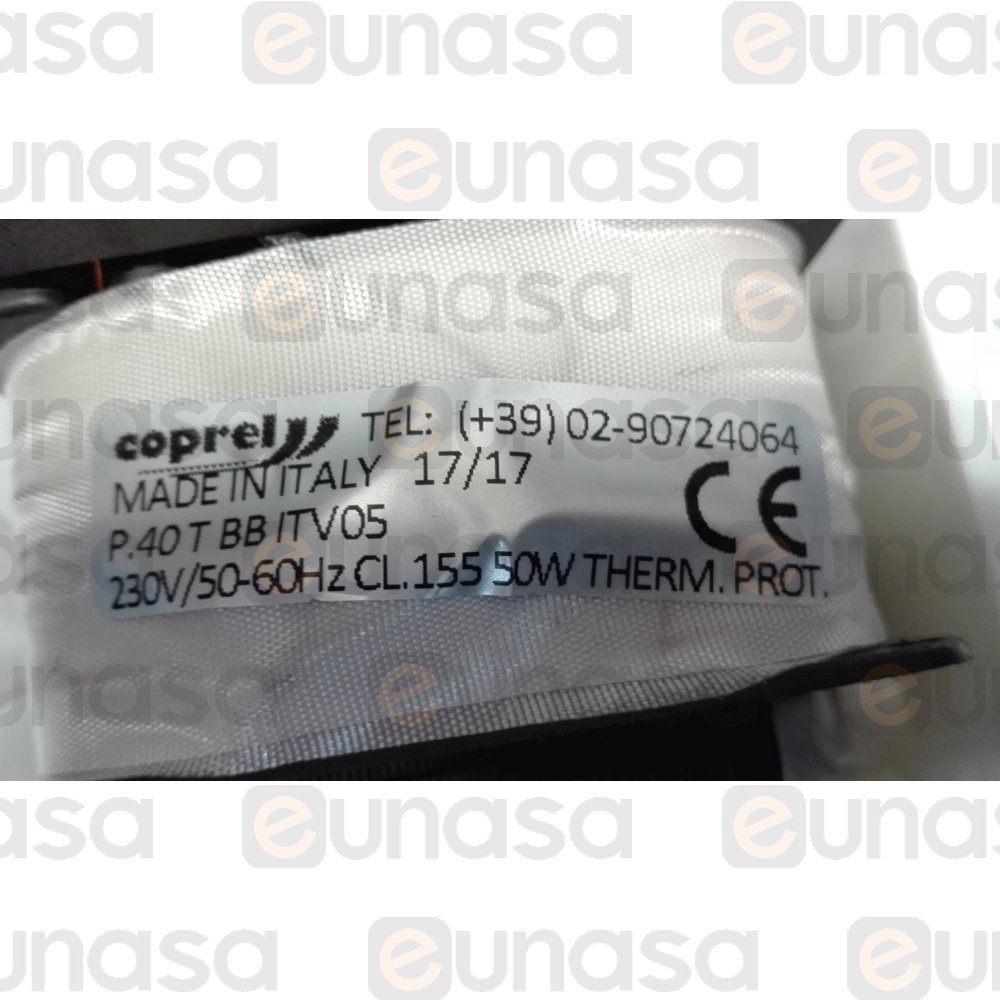 coprel TEL: (+39) 02-90724064
MADE IN ITALY 17/17
P.40 T BB ITV05
230V/50-60Hz CL.155 50W THERM. PROT.
CE
eunasa